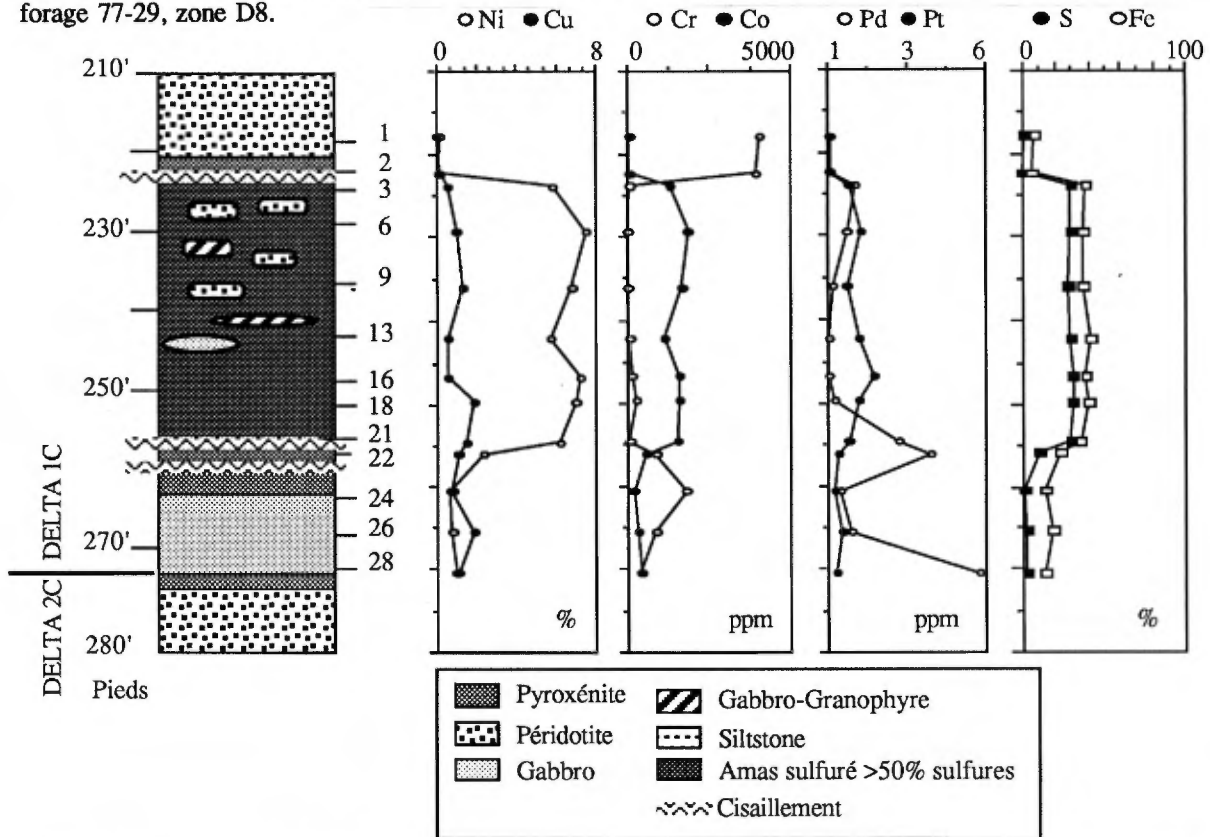 forage 77-29, zone D8.
Ni Cu
Cr Co
Pd Pt
S Fe
0 8
0 5000
1 3 6
0 100
210'
230'
250'
270'
280'
Pieds
DELTA 1C
DELTA 2C
1
2
3
6
9
13
16
18
21
22
24
26
28
%
ppm
ppm
%
Pyroxénite
Péridotite
Gabbro
Gabbro-Granophyre
Siltstone
Amas sulfuré >50% sulfures
Cisaillement